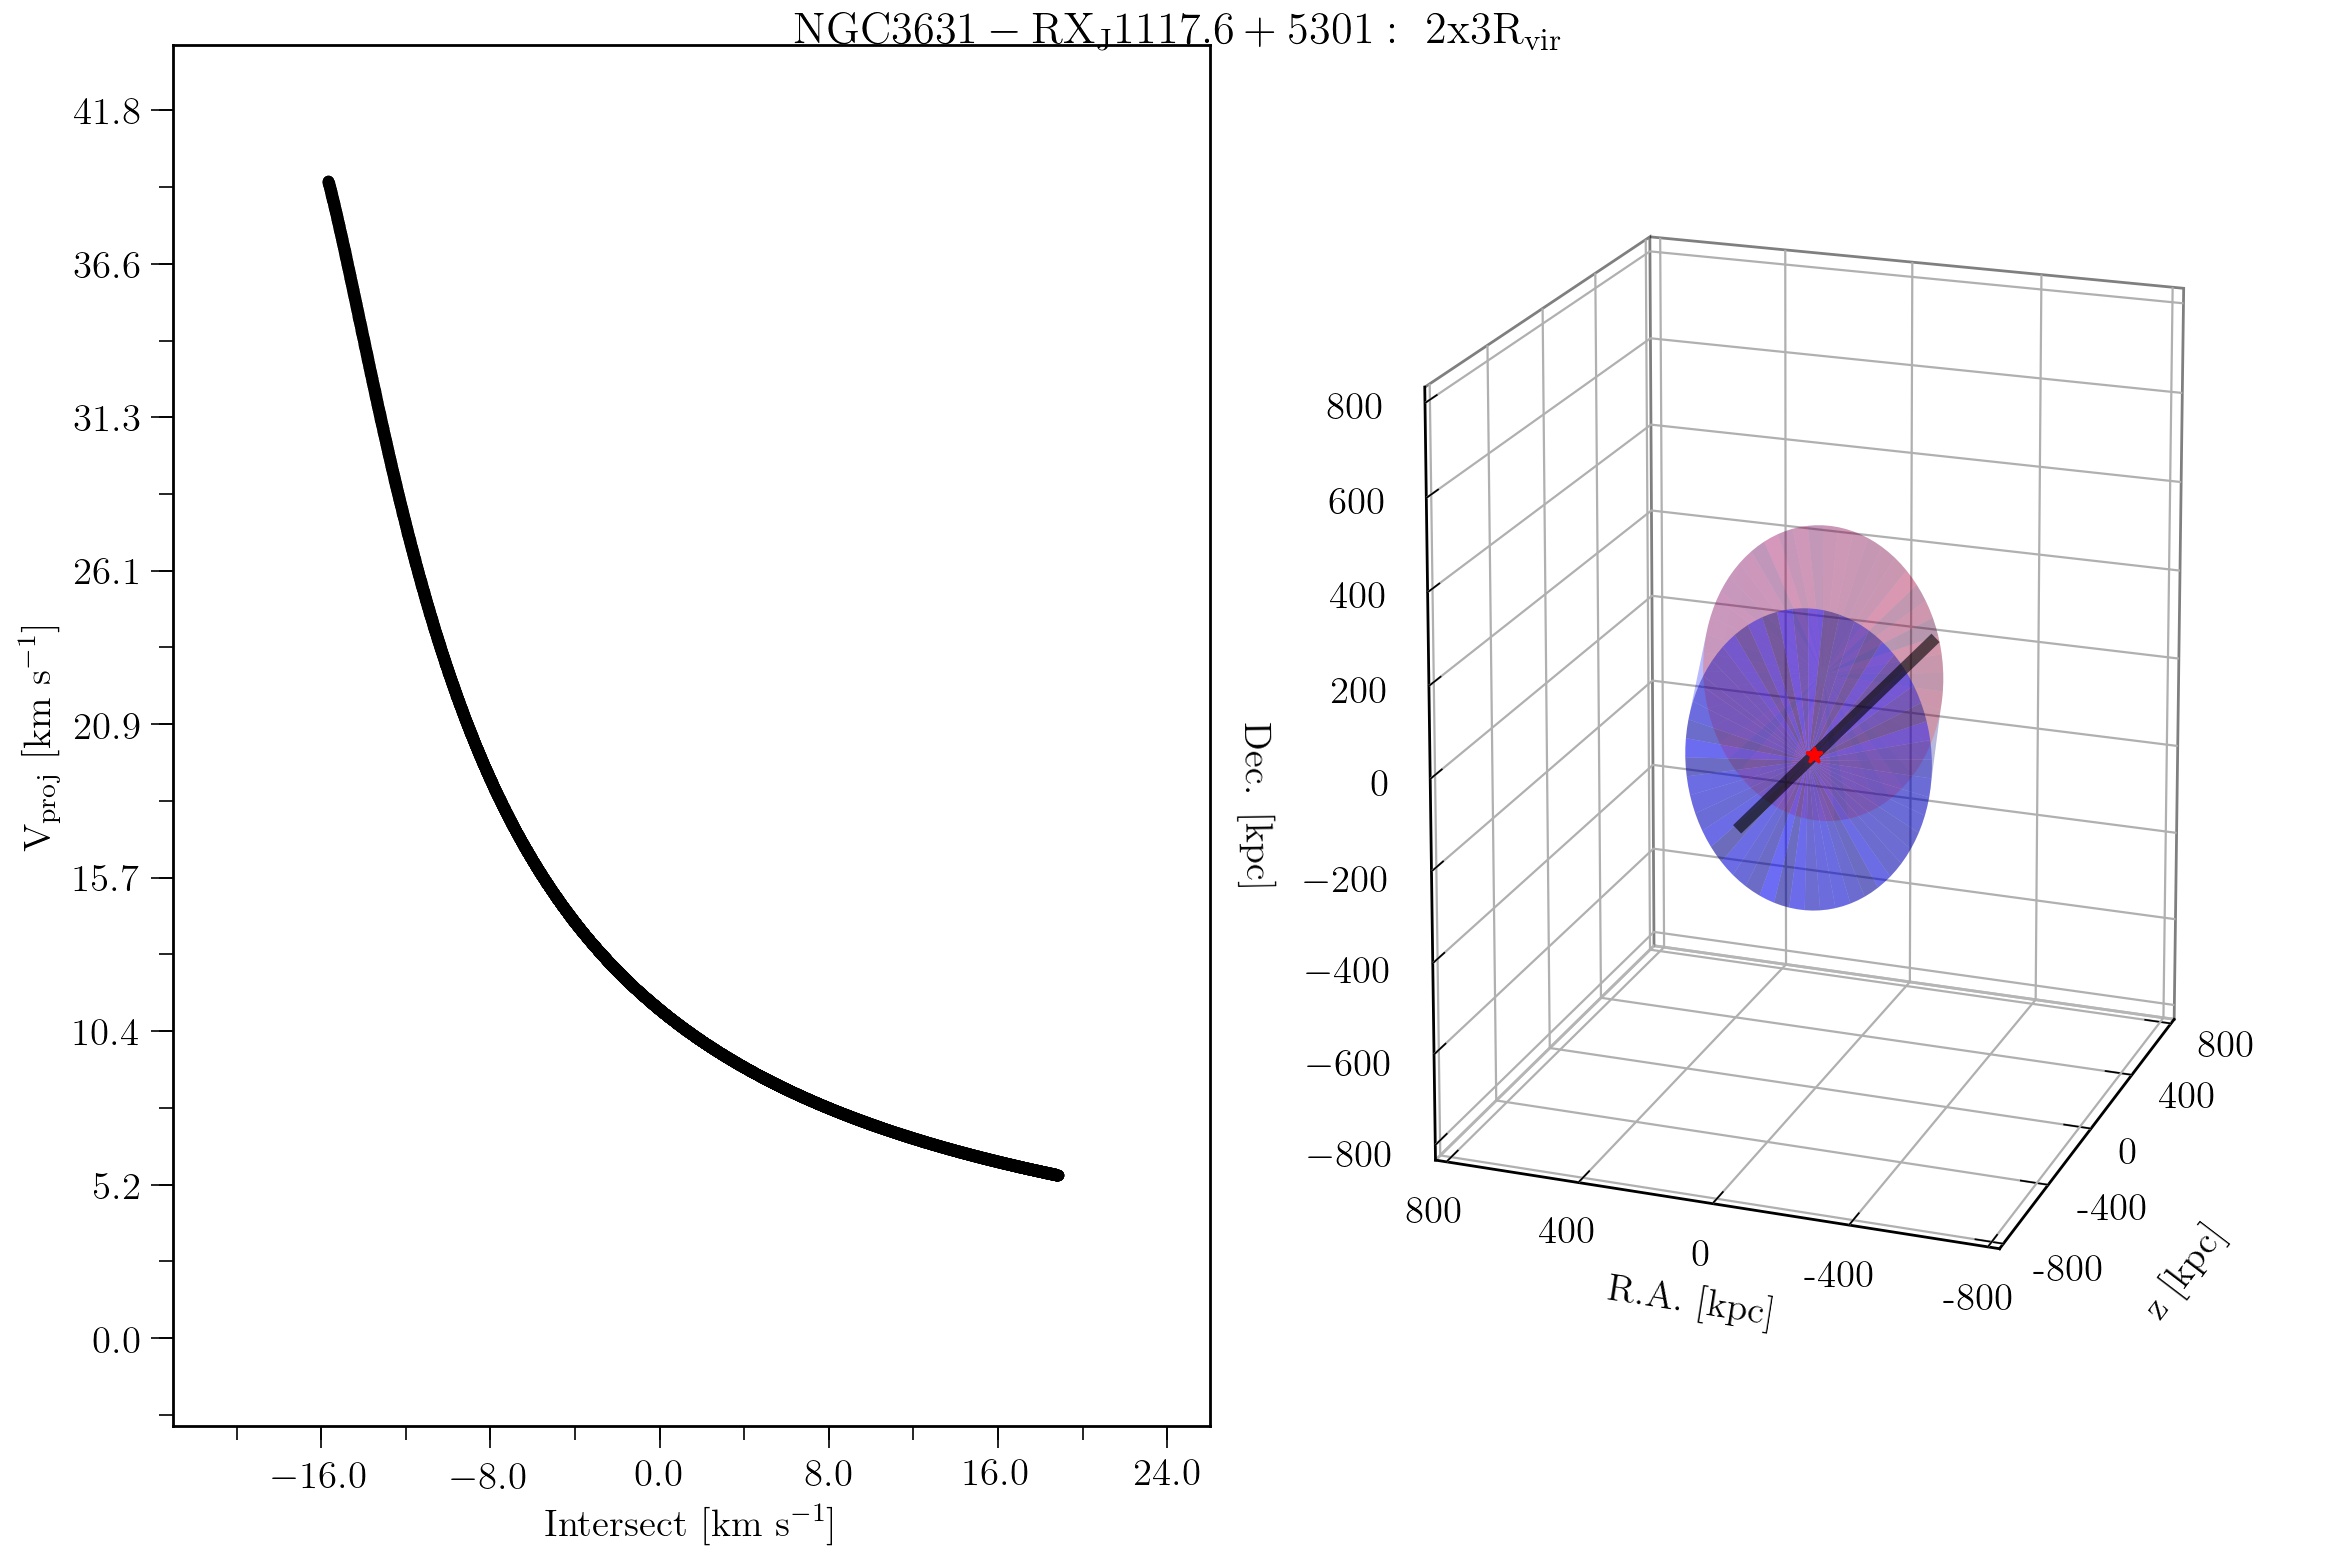 NGC3631 − RX_J1117.6 + 5301 : 2x3R_vir
41.8
36.6
31.3
26.1
20.9
15.7
10.4
5.2
0.0
V_proj [km s^−1]
−16.0 −8.0 0.0 8.0 16.0 24.0
Intersect [km s^−1]
800
600
400
200
0
−200
−400
−600
−800
Dec. [kpc]
800 400 0 -400 -800
R.A. [kpc]
800
400
0
-400
-800
z [kpc]